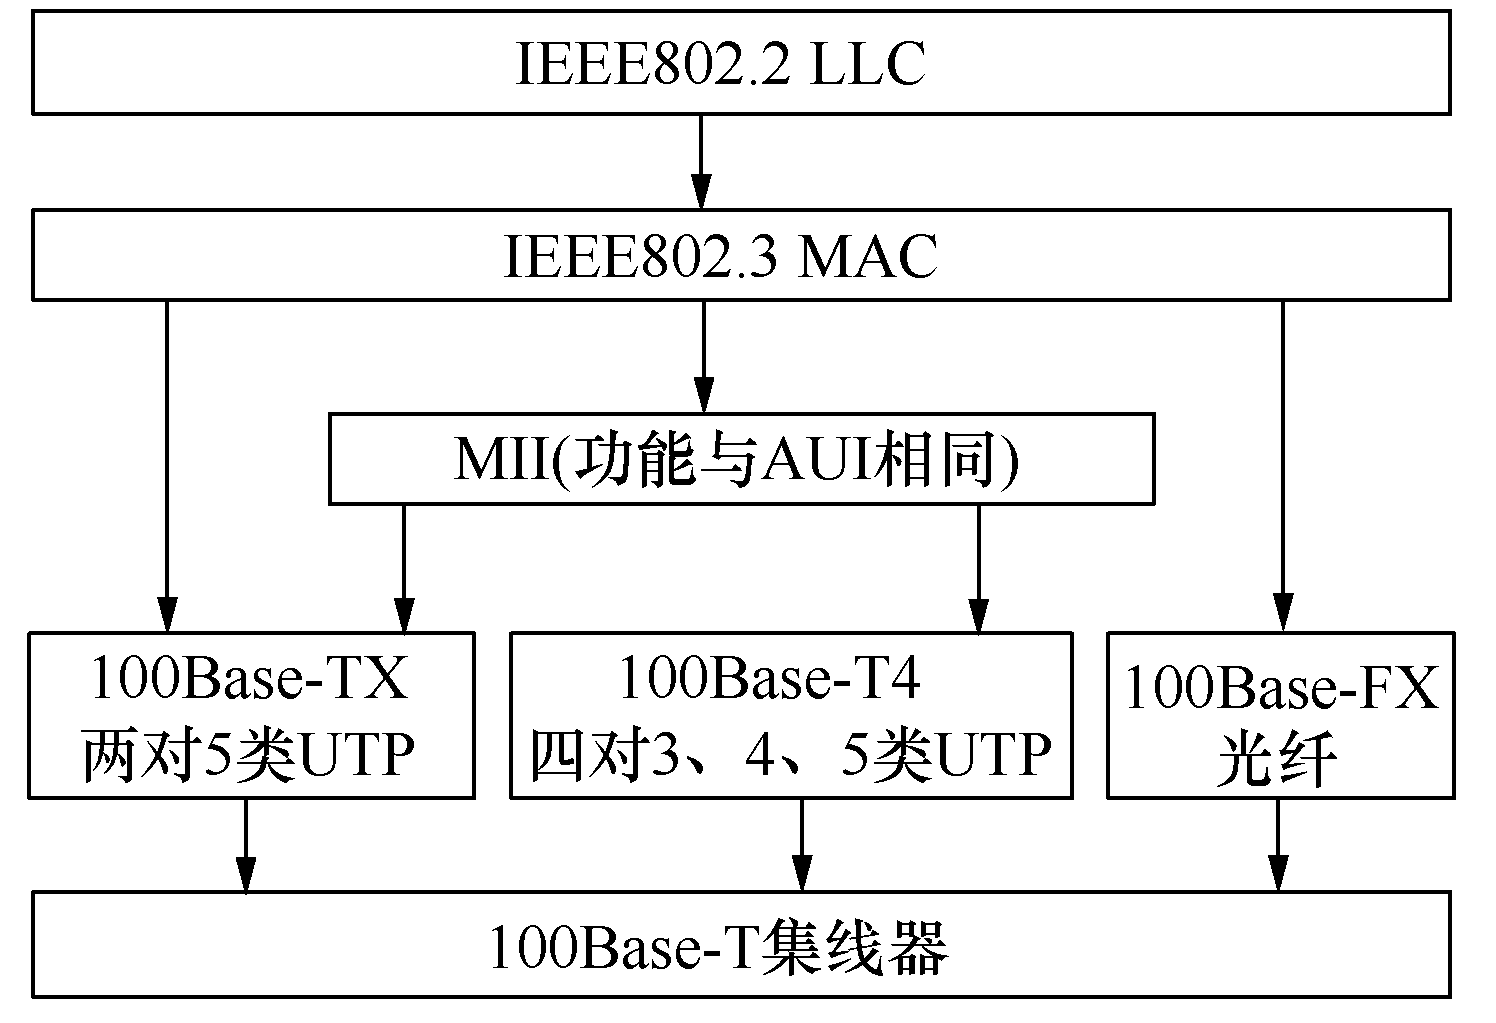 IEEE802.2 LLC
IEEE802.3 MAC
MII(功能与AUI相同)
100Base-TX
两对5类UTP
100Base-T4
四对3、4、5类UTP
100Base-FX
光纤
100Base-T集线器